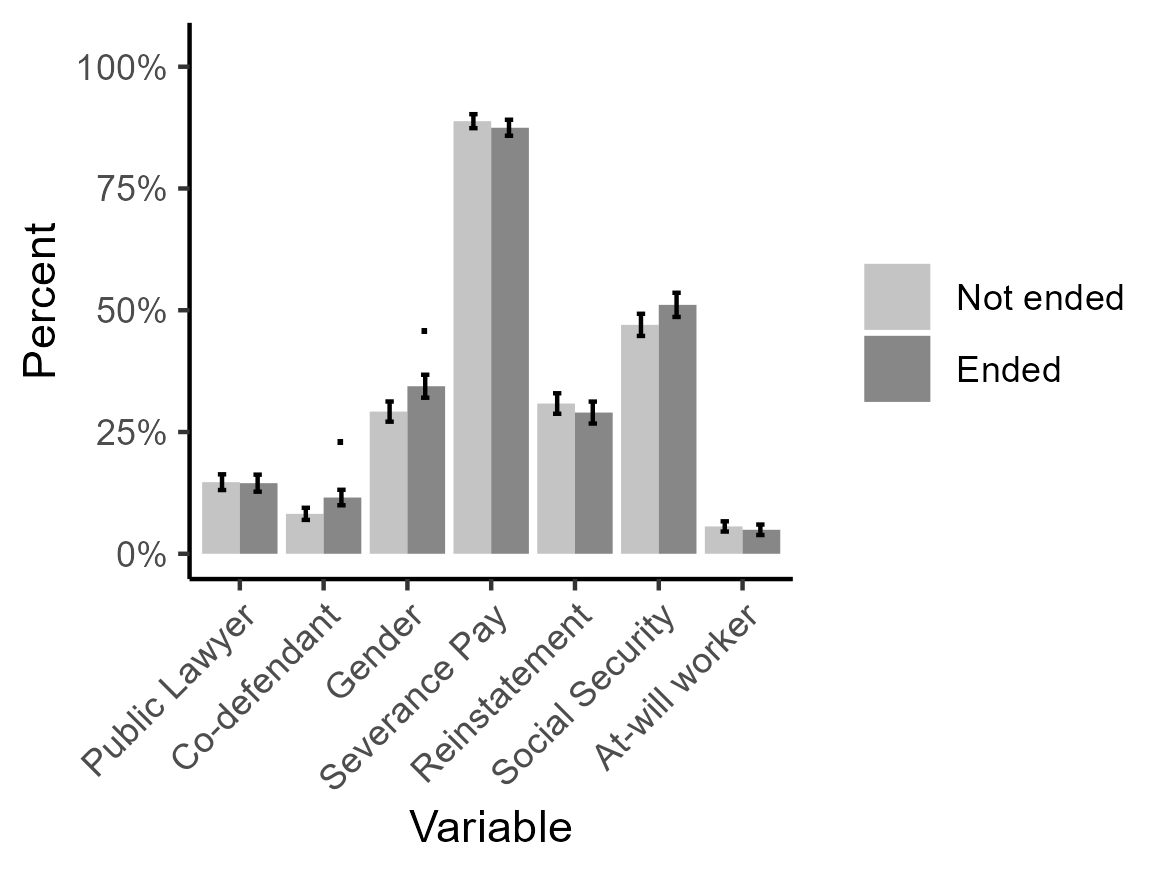 100%
75%
50%
25%
0%
Percent
Public Lawyer
Co-defendant
Gender
Severance Pay
Reinstatement
Social Security
At-will worker
Variable
Not ended
Ended